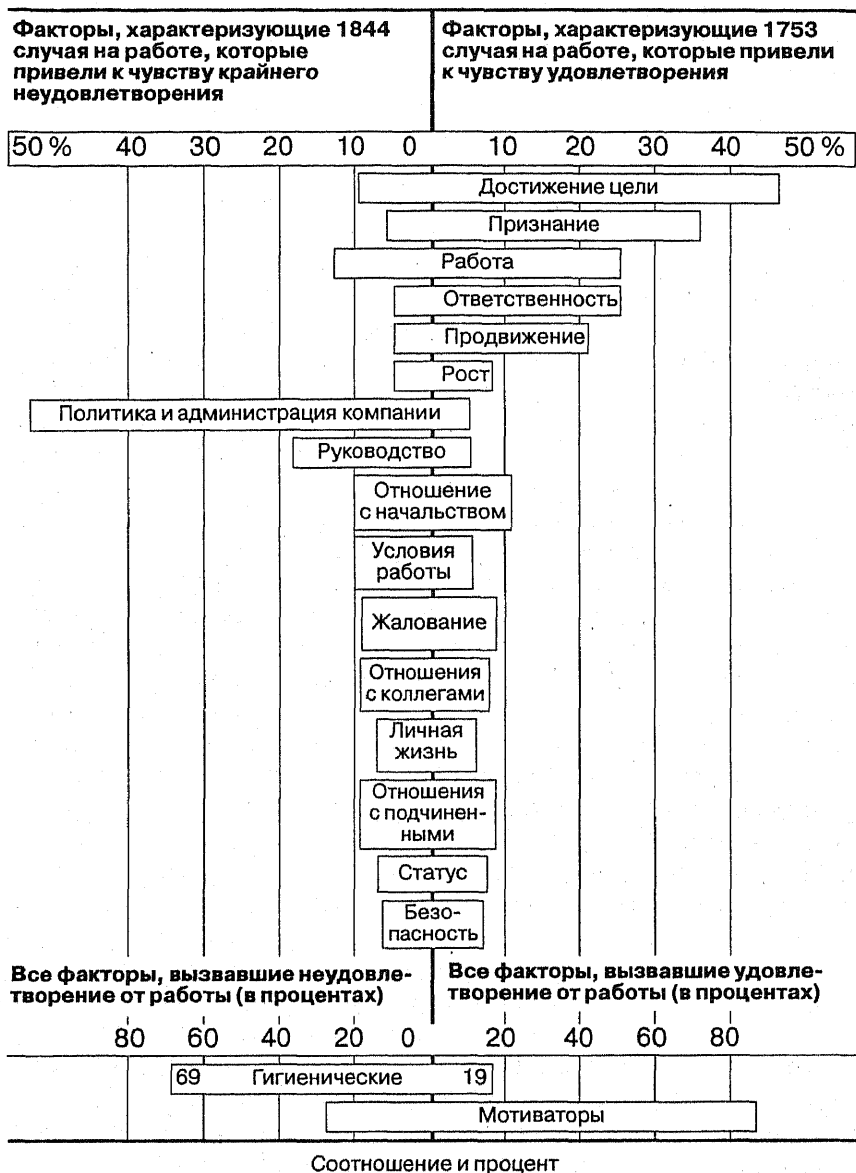 Факторы, характеризующие 1844
случая на работе, которые
привели к чувству крайнего
неудовлетворения
Факторы, характеризующие 1753
случая на работе, которые привели
к чувству удовлетворения
50 % 40 30 20 10 0 10 20 30 40 50 %
Достижение цели
Признание
Работа
Ответственность
Продвижение
Рост
Политика и администрация компании
Руководство
Отношение
с начальством
Условия
работы
Жалование
Отношения
с коллегами
Личная
жизнь
Отношения
с подчинен-
ными
Статус
Безо-
пасность
Все факторы, вызвавшие неудовле-
творение от работы (в процентах)
Все факторы, вызвавшие удовле-
творение от работы (в процентах)
80 60 40 20 0 20 40 60 80
69 Гигиенические 19
Мотиваторы
Соотношение и процент